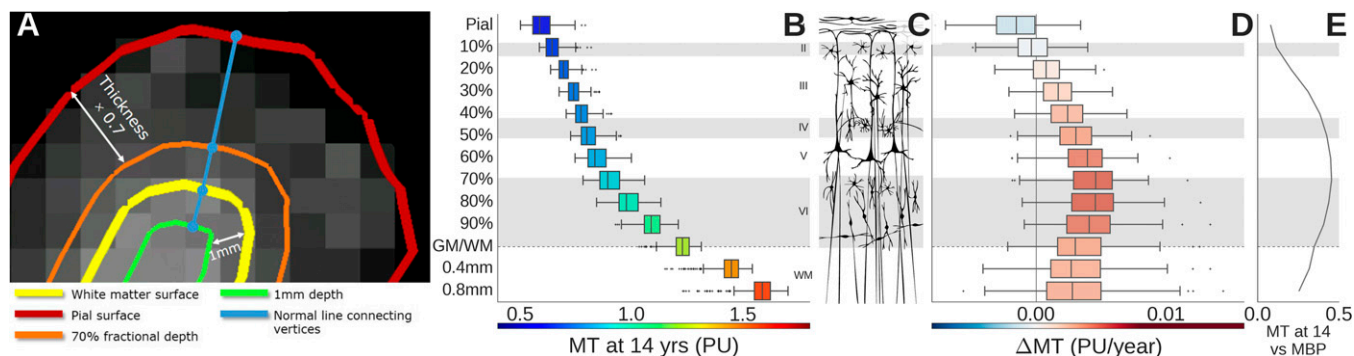 A
Thickness
× 0.7
1mm
White matter surface
Pial surface
70% fractional depth
1mm depth
Normal line connecting
vertices
B
Pial
10%
20%
30%
40%
50%
60%
70%
80%
90%
GM/WM
0.4mm
0.8mm
0.5
1.0
1.5
MT at 14 yrs (PU)
II
III
IV
V
VI
WM
C
D
0.00
0.01
ΔMT (PU/year)
E
0.0
0.5
MT at 14
vs MBP